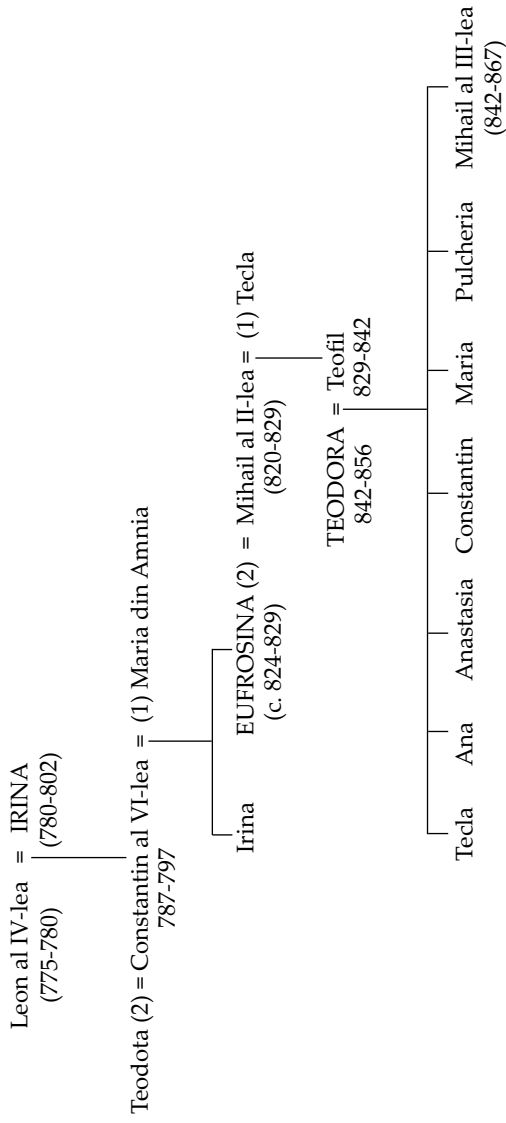 Leon al IV-lea = IRINA
(775-780) (780-802)
Teodota (2) = Constantin al VI-lea = (1) Maria din Amnia
787-797
Irina EUFROSINA (2) = Mihail al II-lea = (1) Tecla
(c. 824-829) (820-829)
TEODORA = Teofil
842-856 829-842
Tecla Ana Anastasia Constantin Maria Pulcheria Mihail al III-lea
(842-867)